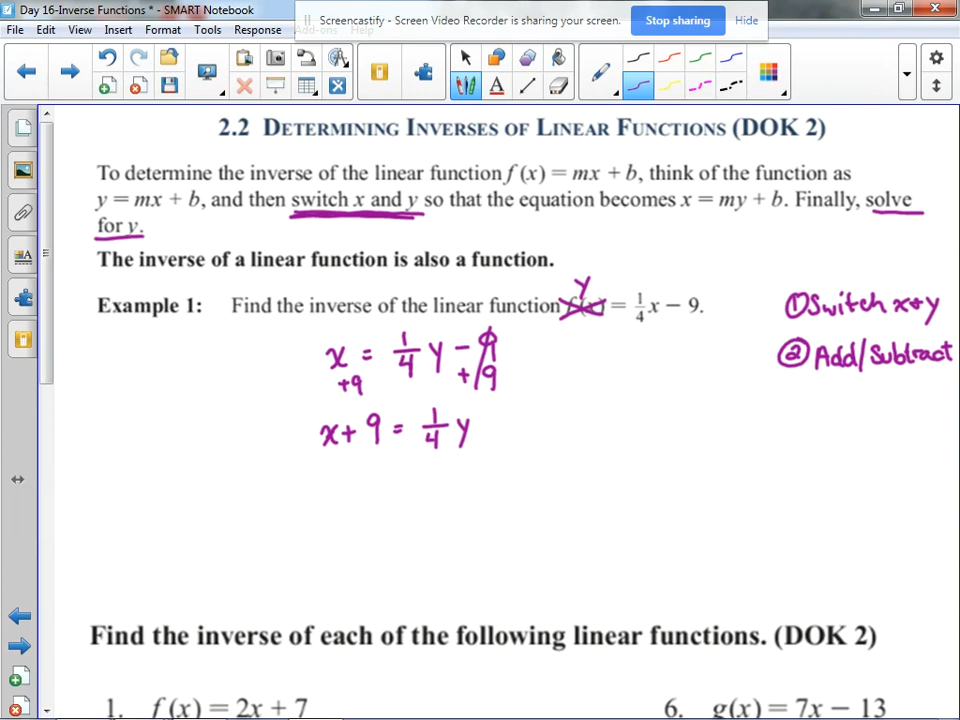 Day 16-Inverse Functions * - SMART Notebook
Screencastify - Screen Video Recorder is sharing your screen.
Stop sharing
Hide
File Edit View Insert Format Tools Response Add-ons Help
2.2 DETERMINING INVERSES OF LINEAR FUNCTIONS (DOK 2)
To determine the inverse of the linear function f (x) = mx + b, think of the function as
y = mx + b, and then switch x and y so that the equation becomes x = my + b. Finally, solve
for y.
The inverse of a linear function is also a function.
y
Example 1: Find the inverse of the linear function f(x) = 1/4 x − 9.
① Switch x + y
x = 1/4 y − 9
② Add/Subtract
+9 +9
x + 9 = 1/4 y
Find the inverse of each of the following linear functions. (DOK 2)
1. f (x) = 2x + 7
6. g(x) = 7x − 13